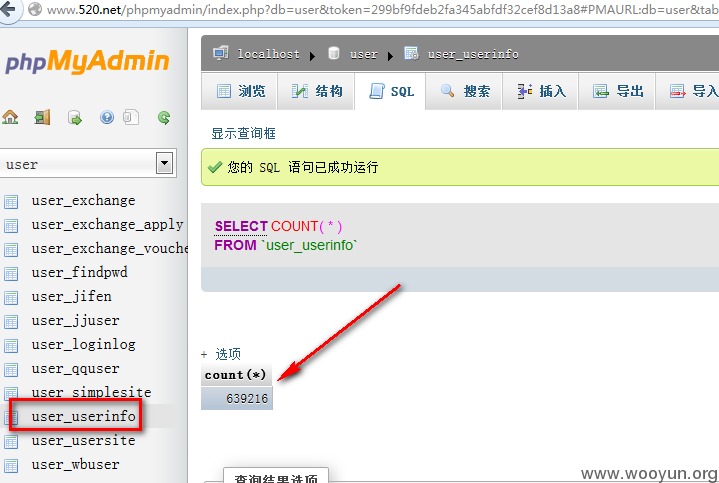 www.520.net/phpmyadmin/index.php?db=user&token=299bf9fdeb2fa345abfdf32cef8d13a8#PMAURL:db=user&tab
phpMyAdmin
user
user_exchange
user_exchange_apply
user_exchange_vouche
user_findpwd
user_jifen
user_jjuser
user_loginlog
user_qquser
user_simplesite
user_userinfo
user_usersite
user_wbuser
localhost ▸ user ▸ user_userinfo
浏览 结构 SQL 搜索 插入 导出 导入
显示查询框
您的 SQL 语句已成功运行
SELECT COUNT( * )
FROM `user_userinfo`
+ 选项
count(*)
639216
查询结果选项
www.wooyun.org